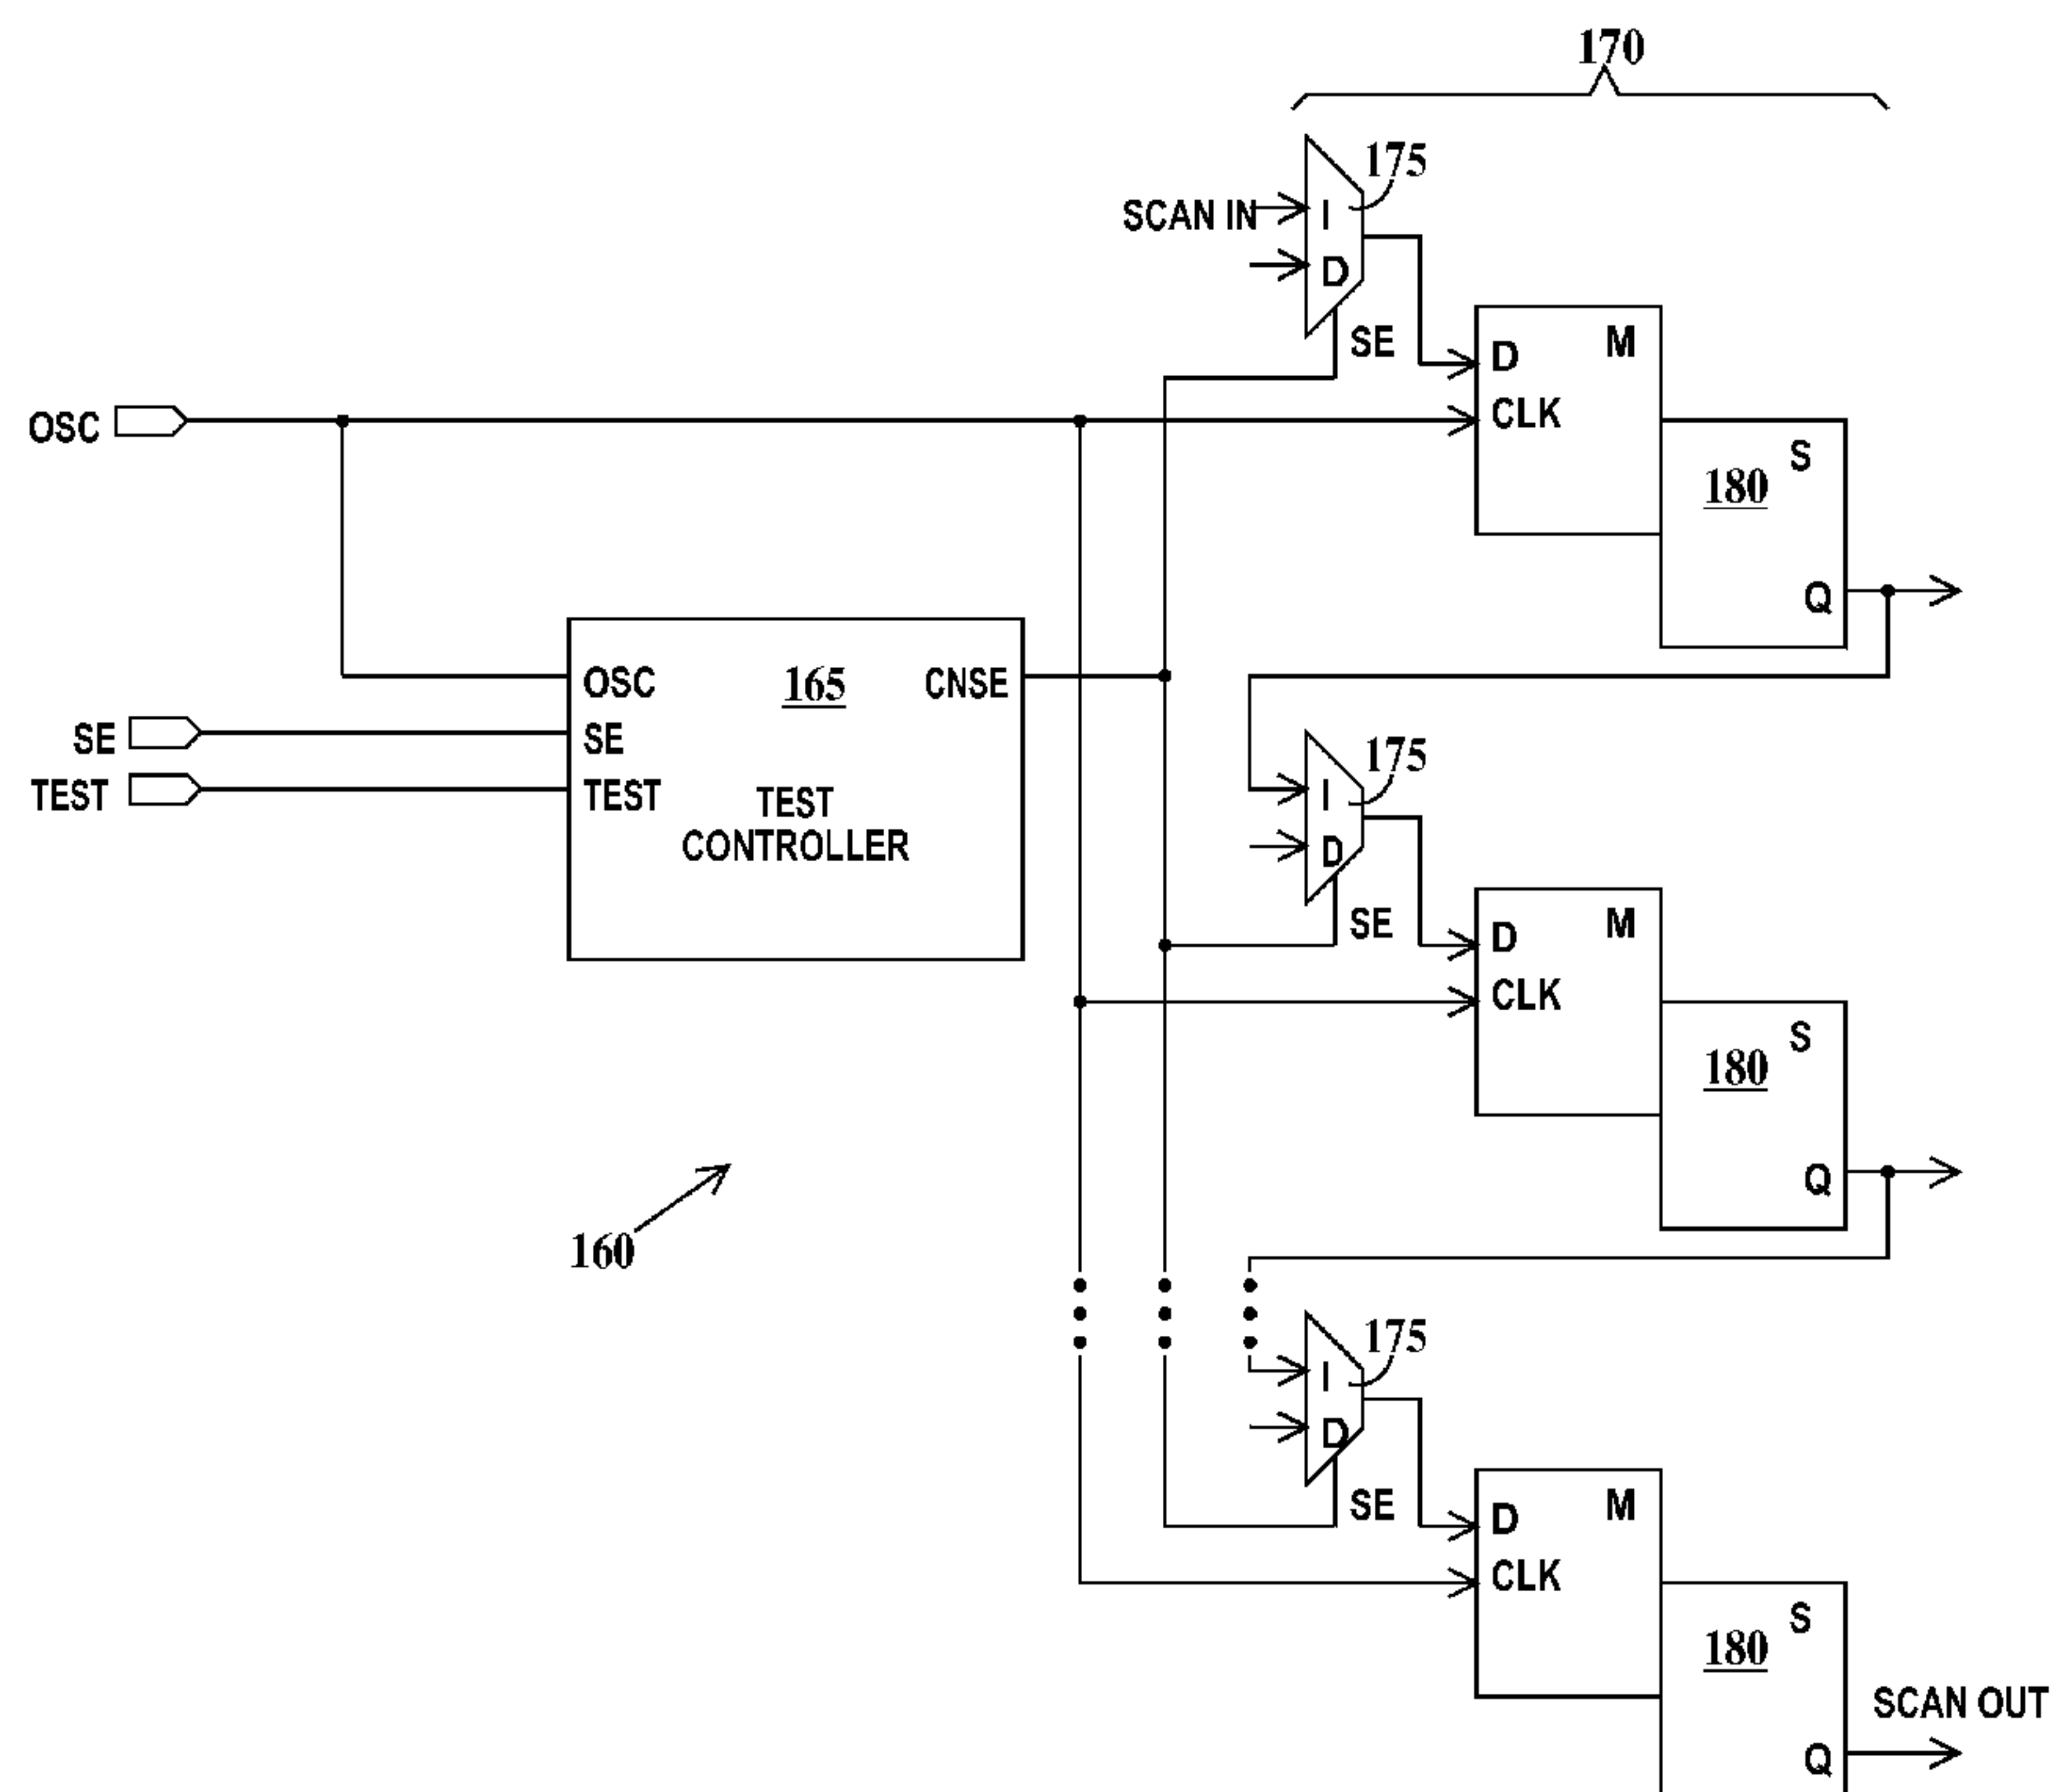 170
175
SCAN IN
I
D
SE
D
M
CLK
OSC
S
180
Q
OSC
165
CNSE
SE
SE
TEST
TEST
TEST
CONTROLLER
175
I
D
SE
D
M
CLK
S
180
Q
160
175
I
D
SE
D
M
CLK
S
180
SCAN OUT
Q